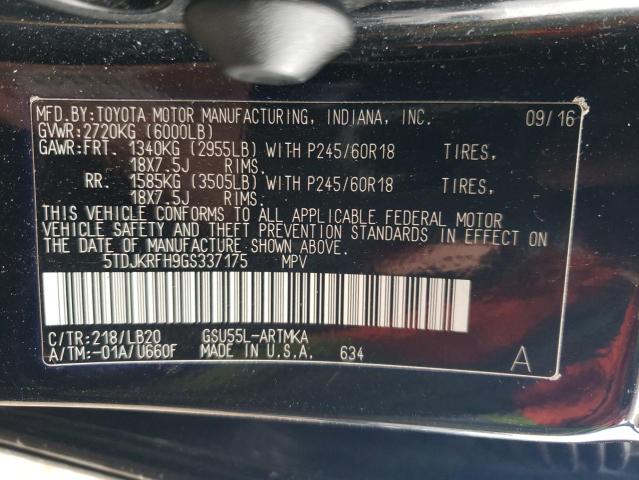 MFD.BY:TOYOTA MOTOR MANUFACTURING, INDIANA, INC. 09/16
GVWR:2720KG (6000LB)
GAWR:FRT. 1340KG (2955LB) WITH P245/60R18 TIRES,
18X7.5J RIMS.
RR. 1585KG (3505LB) WITH P245/60R18 TIRES,
18X7.5J RIMS.
THIS VEHICLE CONFORMS TO ALL APPLICABLE FEDERAL MOTOR
VEHICLE SAFETY AND THEFT PREVENTION STANDARDS IN EFFECT ON
THE DATE OF MANUFACTURE SHOWN ABOVE.
5TDJKRFH9GS337175 MPV
C/TR:218/LB20 GSU55L-ARTMKA
A/TM:-01A/U660F MADE IN U.S.A. 634 A